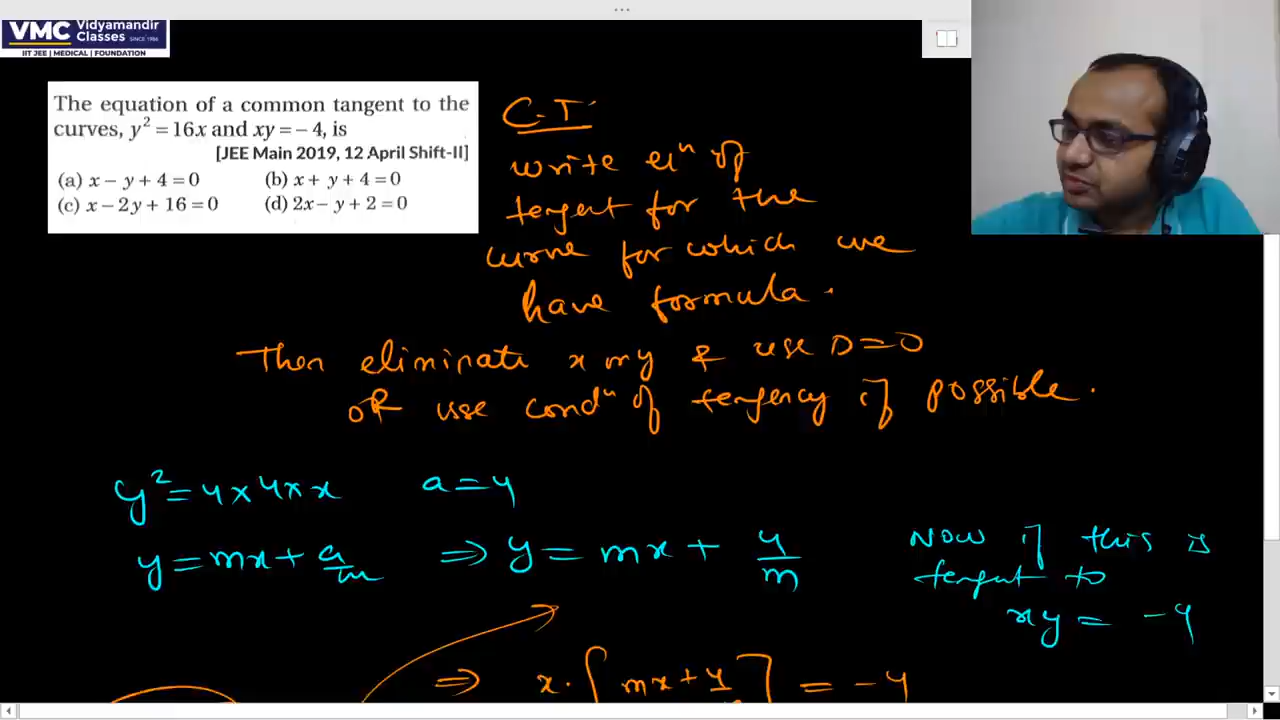 VMC Vidyamandir Classes SINCE 1986
IIT JEE | MEDICAL | FOUNDATION
The equation of a common tangent to the
curves, y² = 16x and xy = – 4, is
[JEE Main 2019, 12 April Shift-II]
(a) x – y + 4 = 0 (b) x + y + 4 = 0
(c) x – 2y + 16 = 0 (d) 2x – y + 2 = 0
C.T.
write eqⁿ of
tangent for the
curve for which we
have formula.
Then eliminate x or y & use D=0
OR use condⁿ of tangency if possible.
y² = 4×4×x a=4
y = mx + a/m ⇒ y = mx + 4/m
Now if this is
tangent to
xy = -4
⇒ x·[mx+4/m] = -4